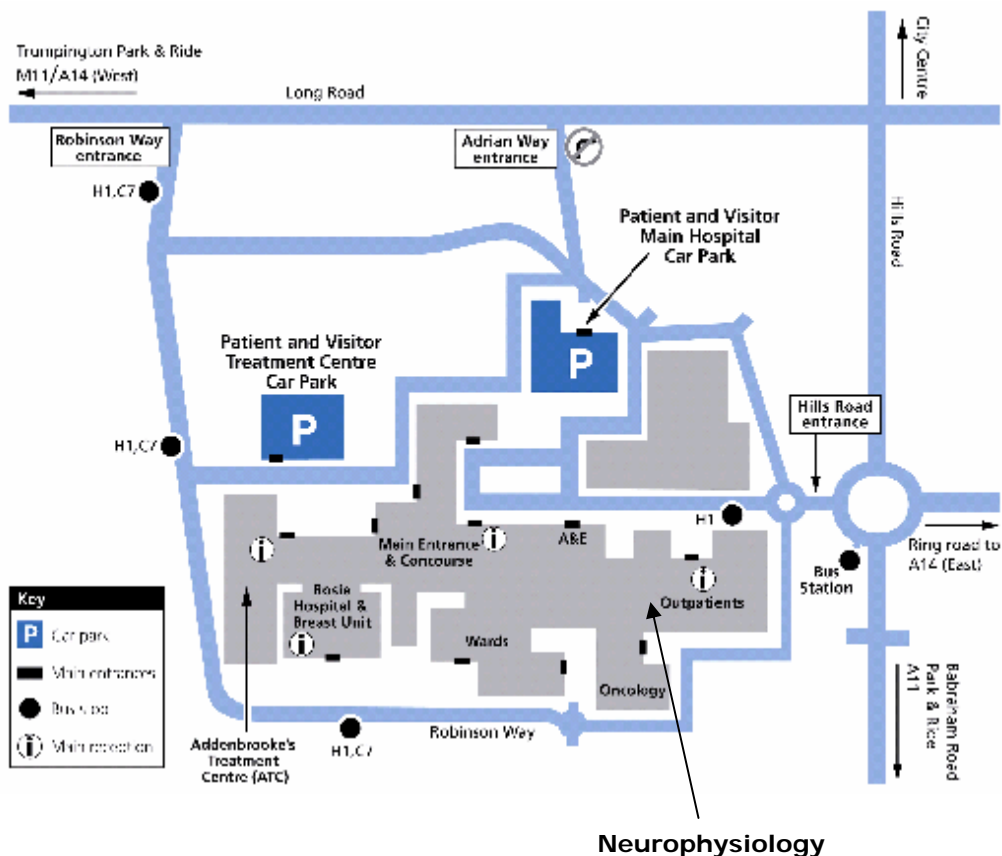 Trumpington Park & Ride
M11/A14 (West)
Long Road
City Centre
Robinson Way
entrance
Adrian Way
entrance
H1,C7
Hills Road
Patient and Visitor
Main Hospital
Car Park
P
Patient and Visitor
Treatment Centre
Car Park
P
Hills Road
entrance
H1,C7
H1
Ring road to
A14 (East)
Bus
Station
i
Main Entrance
& Concourse
i
A&E
i
Outpatients
Rosie
Hospital &
Breast Unit
i
Wards
Oncology
Key
P
Car park
Main entrances
Bus stop
i
Main reception
Addenbrooke's
Treatment
Centre (ATC)
H1,C7
Robinson Way
Babraham Road
Park & Ride
A11
Neurophysiology